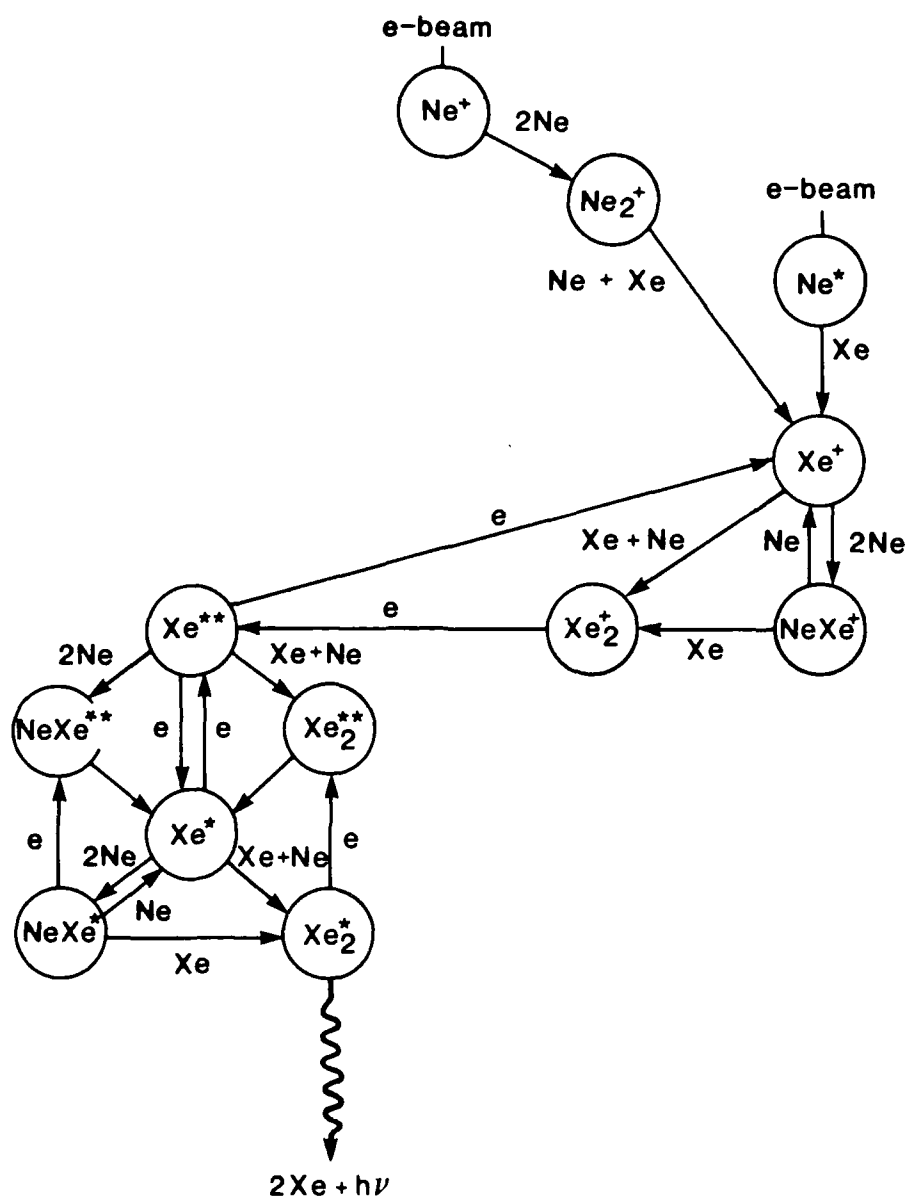 e-beam
Ne⁺
2Ne
Ne₂⁺
e-beam
Ne*
Ne + Xe
Xe
Xe⁺
e
Xe + Ne
Ne
2Ne
Xe**
e
Xe₂⁺
Xe
NeXe⁺
2Ne
Xe+Ne
NeXe**
e
e
Xe₂**
Xe*
e
2Ne
Xe+Ne
e
NeXe*
Ne
Xe₂*
Xe
2Xe + hν